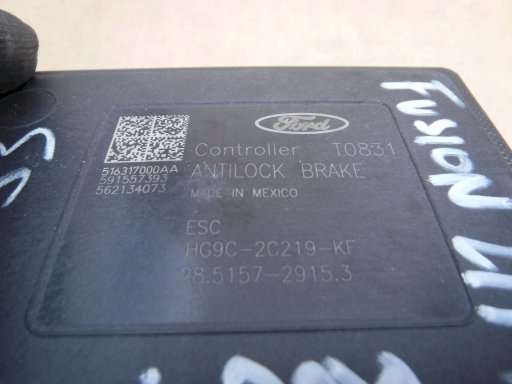 Ford
Controller T0831
516317000AA
591557393
562134073
ANTILOCK BRAKE
MADE IN MEXICO
ESC
HG9C-2C219-KF
28.5157-2915.3
FUSION